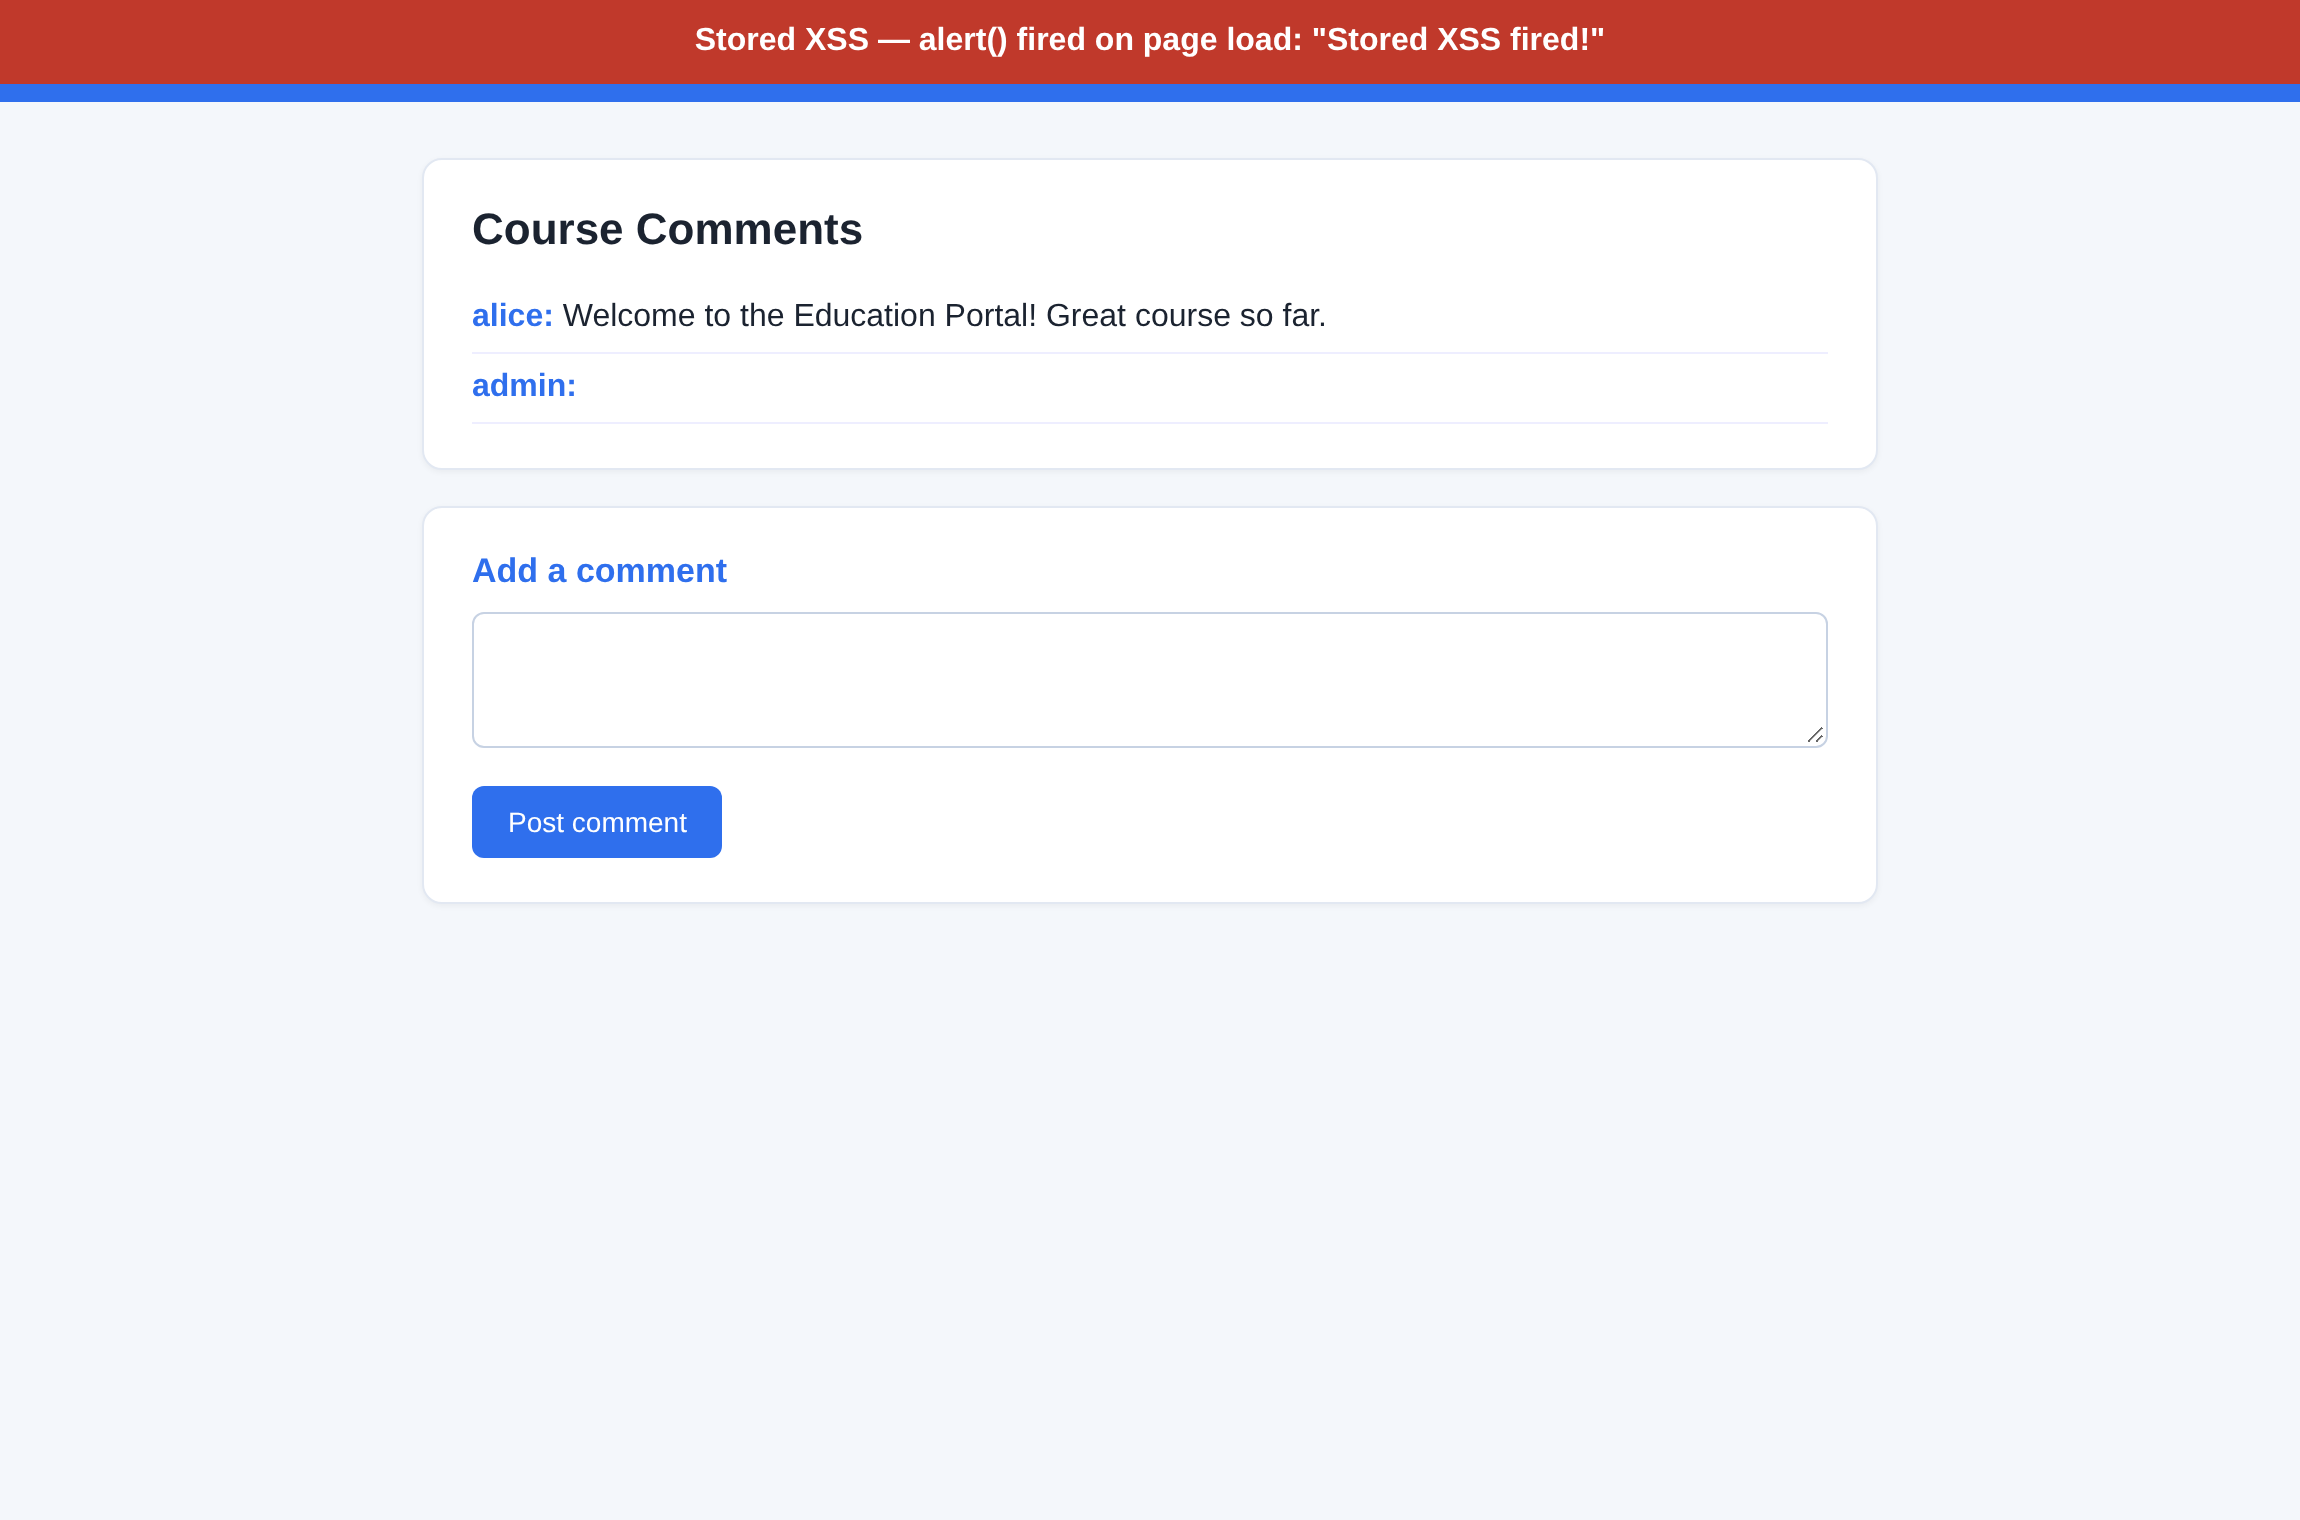 Stored XSS — alert() fired on page load: "Stored XSS fired!"
Course Comments
alice: Welcome to the Education Portal! Great course so far.
admin:
Add a comment
Post comment